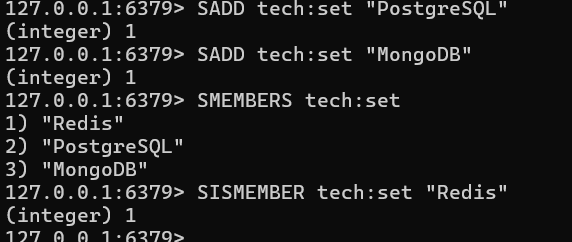 127.0.0.1:6379> SADD tech:set "PostgreSQL"
(integer) 1
127.0.0.1:6379> SADD tech:set "MongoDB"
(integer) 1
127.0.0.1:6379> SMEMBERS tech:set
1) "Redis"
2) "PostgreSQL"
3) "MongoDB"
127.0.0.1:6379> SISMEMBER tech:set "Redis"
(integer) 1
127.0.0.1:6379>